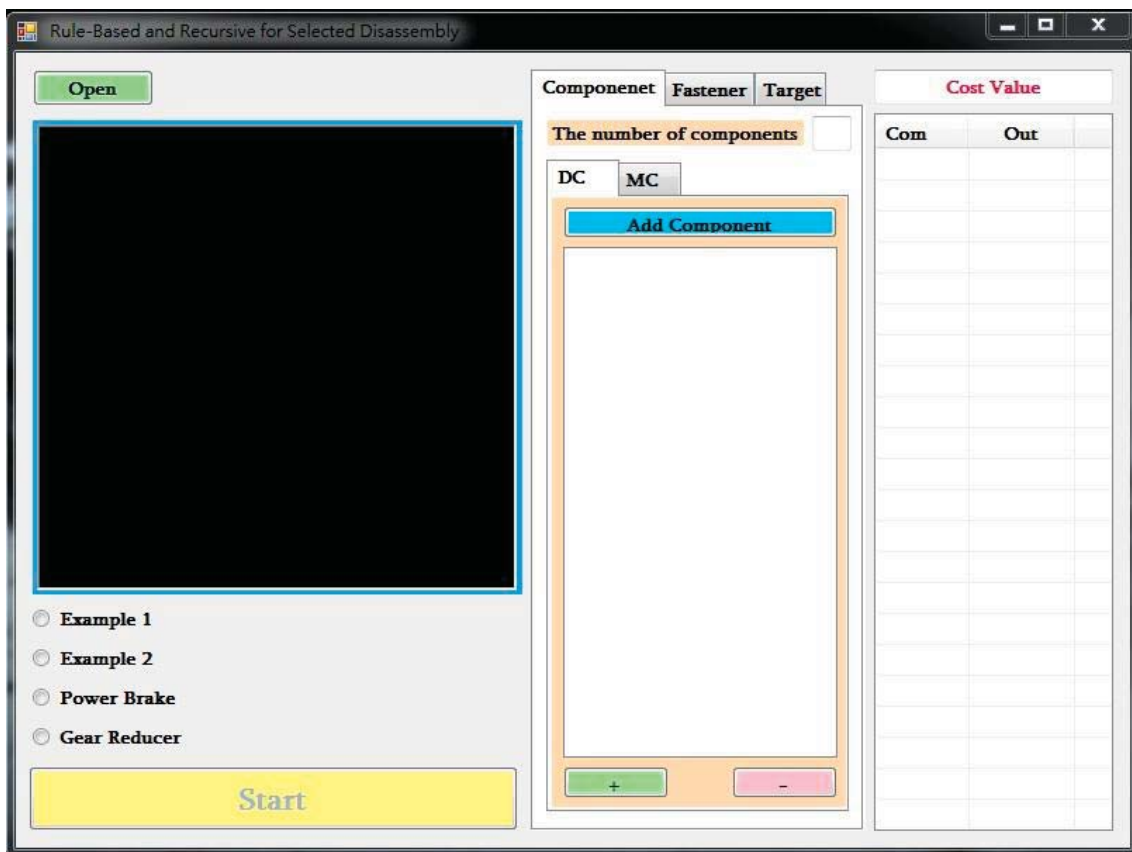 Rule-Based and Recursive for Selected Disassembly
Open
Componenet Fastener Target
Cost Value
The number of components
Com Out
DC MC
Add Component
Example 1
Example 2
Power Brake
Gear Reducer
+ -
Start